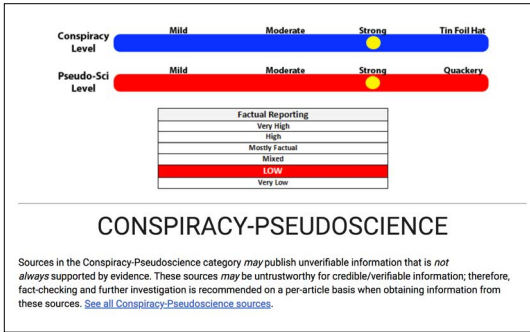 Conspiracy Level
Mild Moderate Strong Tin Foil Hat
Pseudo-Sci Level
Mild Moderate Strong Quackery
Factual Reporting
Very High
High
Mostly Factual
Mixed
LOW
Very Low
CONSPIRACY-PSEUDOSCIENCE
Sources in the Conspiracy-Pseudoscience category may publish unverifiable information that is not
always supported by evidence. These sources may be untrustworthy for credible/verifiable information; therefore,
fact-checking and further investigation is recommended on a per-article basis when obtaining information from
these sources. See all Conspiracy-Pseudoscience sources.